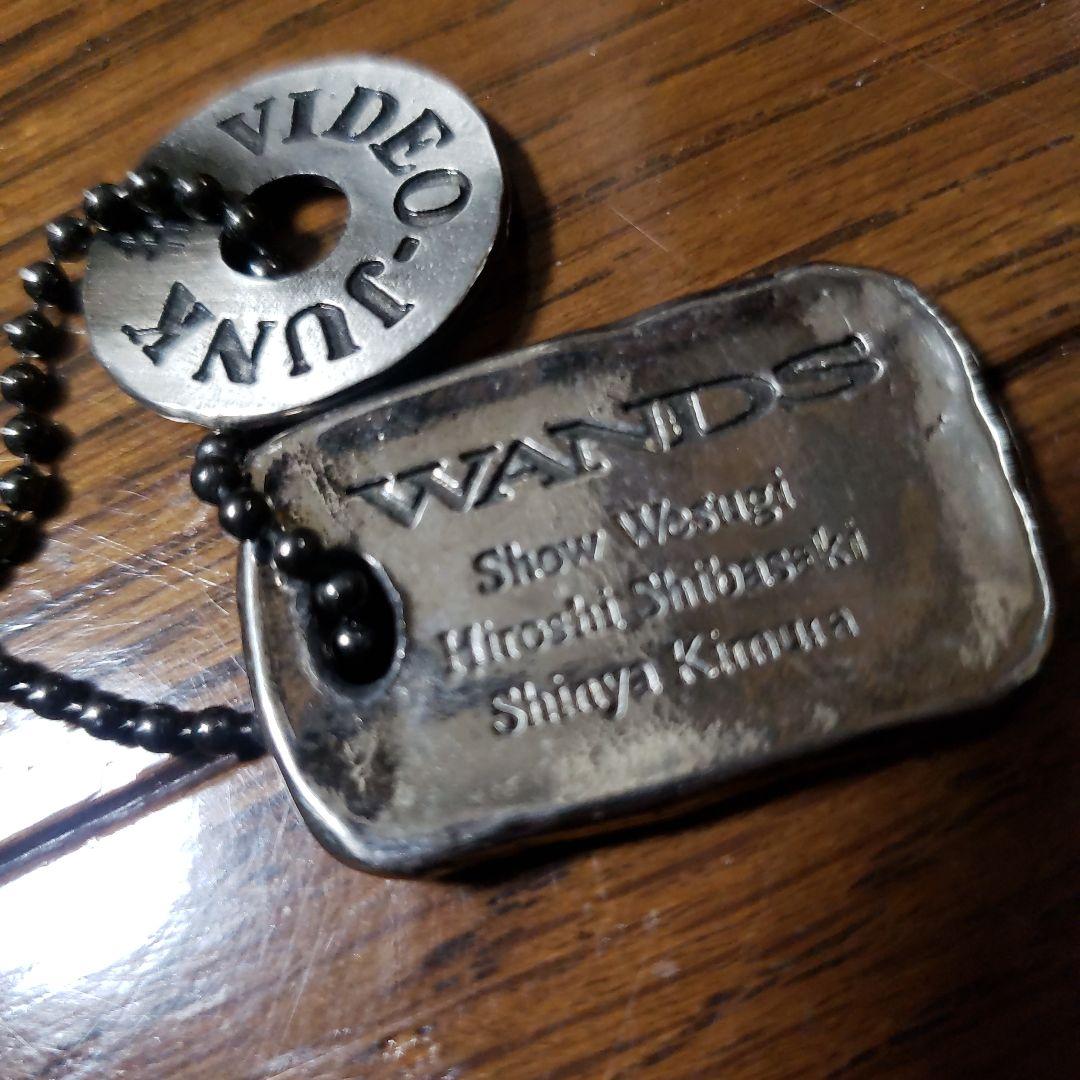 VIDEO-JUNK
WANDS
Show Wesugi
Hiroshi Shibasaki
Shinya Kimura